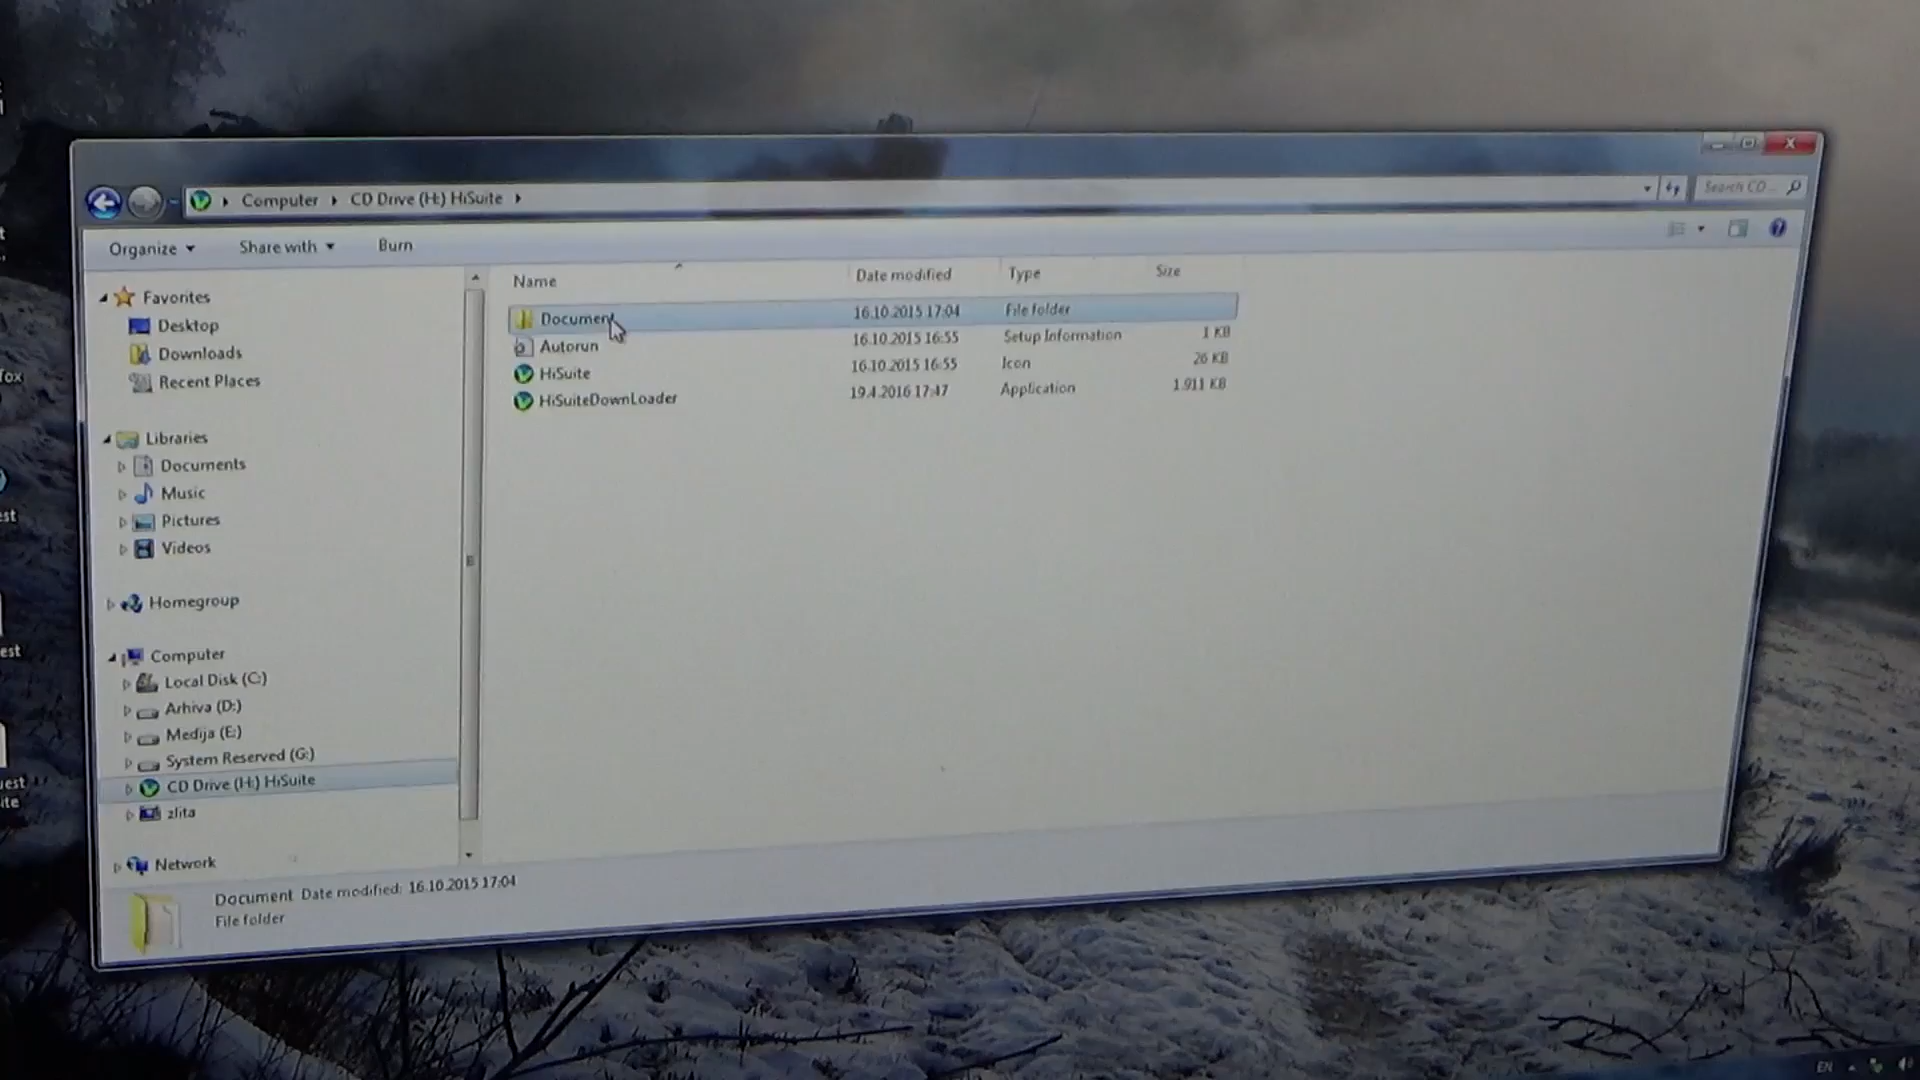 Computer CD Drive (H:) HiSuite
Search CD...
Organize Share with Burn
Name Date modified Type Size
Document 16.10.2015 17:04 File folder
Autorun 16.10.2015 16:55 Setup Information 1 KB
HiSuite 16.10.2015 16:55 Icon 26 KB
HiSuiteDownLoader 19.4.2016 17:47 Application 1.911 KB
Favorites
Desktop
Downloads
Recent Places
Libraries
Documents
Music
Pictures
Videos
Homegroup
Computer
Local Disk (C:)
Arhiva (D:)
Medija (E:)
System Reserved (G:)
CD Drive (H:) HiSuite
zlita
Network
Document Date modified: 16.10.2015 17:04
File folder
EN